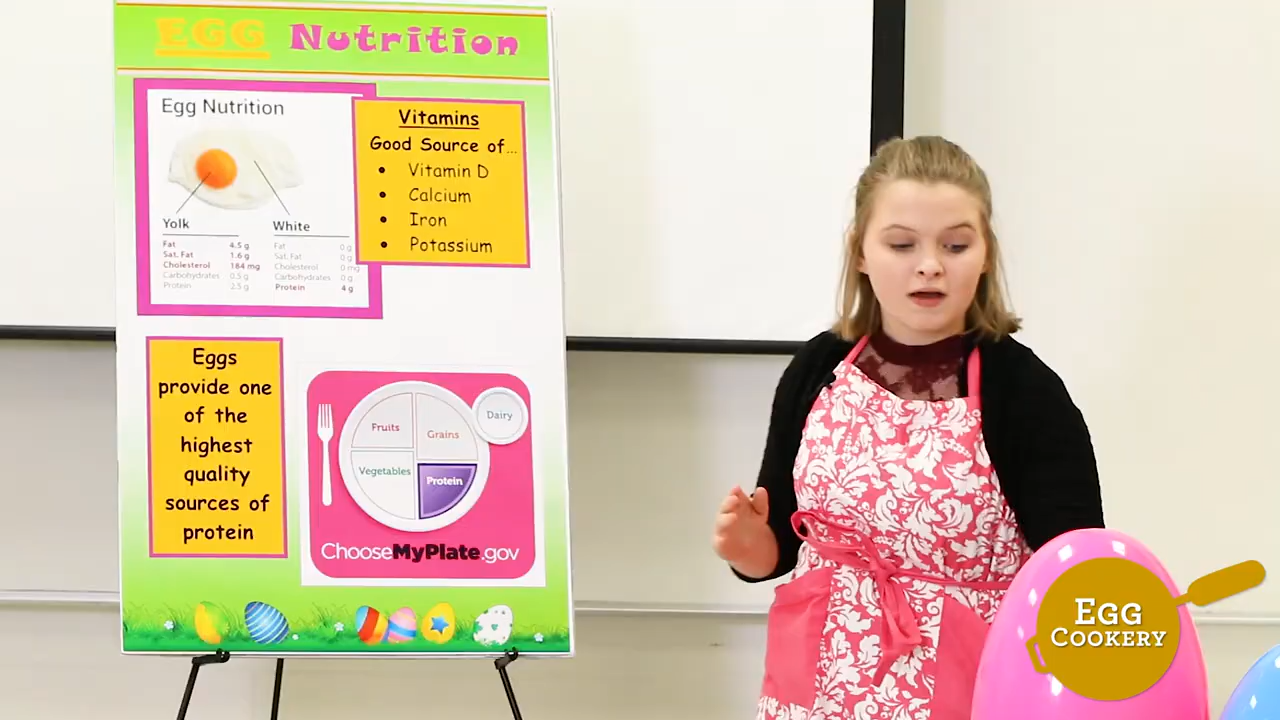 EGG Nutrition
Egg Nutrition
Yolk
Fat 4.5 g
Sat. Fat 1.6 g
Cholesterol 184 mg
Carbohydrates 0.5 g
Protein 2.5 g
White
Fat 0 g
Sat. Fat 0 g
Cholesterol 0 mg
Carbohydrates 0 g
Protein 4 g
Vitamins
Good Source of...
• Vitamin D
• Calcium
• Iron
• Potassium
Eggs
provide one
of the
highest
quality
sources of
protein
Fruits
Grains
Vegetables
Protein
Dairy
ChooseMyPlate.gov
EGG
COOKERY